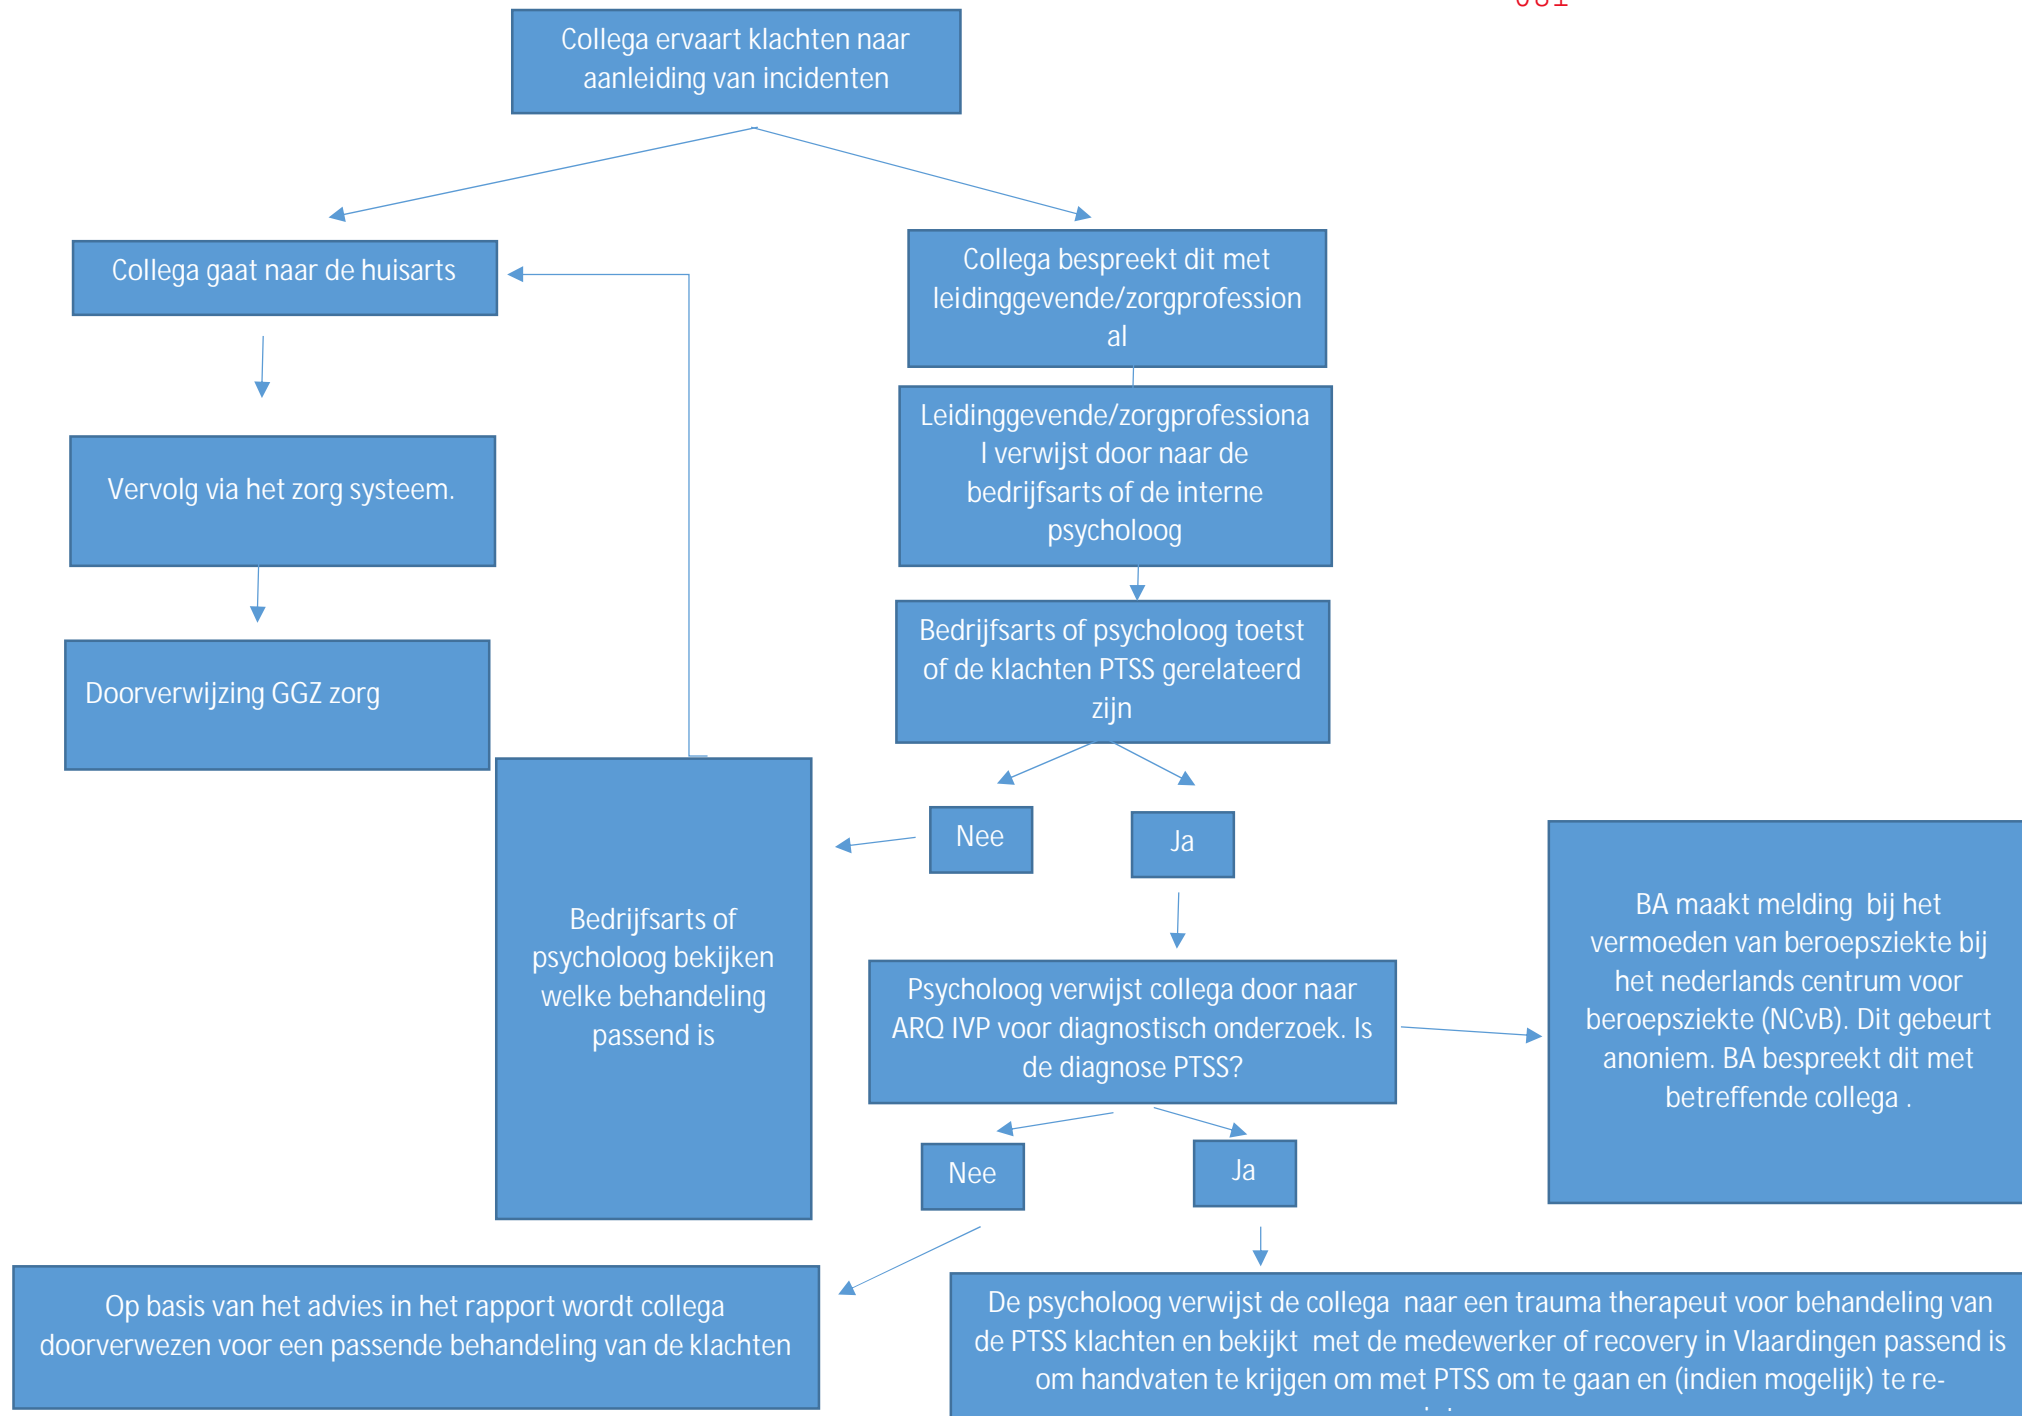 Collega ervaart klachten naar
aanleiding van incidenten
Collega gaat naar de huisarts
Collega bespreekt dit met
leidinggevende/zorgprofession
al
Leidinggevende/zorgprofessiona
l verwijst door naar de
bedrijfsarts of de interne
psycholoog
Vervolg via het zorg systeem.
Bedrijfsarts of psycholoog toetst
of de klachten PTSS gerelateerd
zijn
Doorverwijzing GGZ zorg
Nee
Ja
Bedrijfsarts of
psycholoog bekijken
welke behandeling
passend is
BA maakt melding  bij het
vermoeden van beroepsziekte bij
het nederlands centrum voor
beroepsziekte (NCvB). Dit gebeurt
anoniem. BA bespreekt dit met
betreffende collega .
Psycholoog verwijst collega door naar
ARQ IVP voor diagnostisch onderzoek. Is
de diagnose PTSS?
Nee
Ja
Op basis van het advies in het rapport wordt collega
doorverwezen voor een passende behandeling van de klachten
De psycholoog verwijst de collega  naar een trauma therapeut voor behandeling van
de PTSS klachten en bekijkt  met de medewerker of recovery in Vlaardingen passend is
om handvaten te krijgen om met PTSS om te gaan en (indien mogelijk) te re-